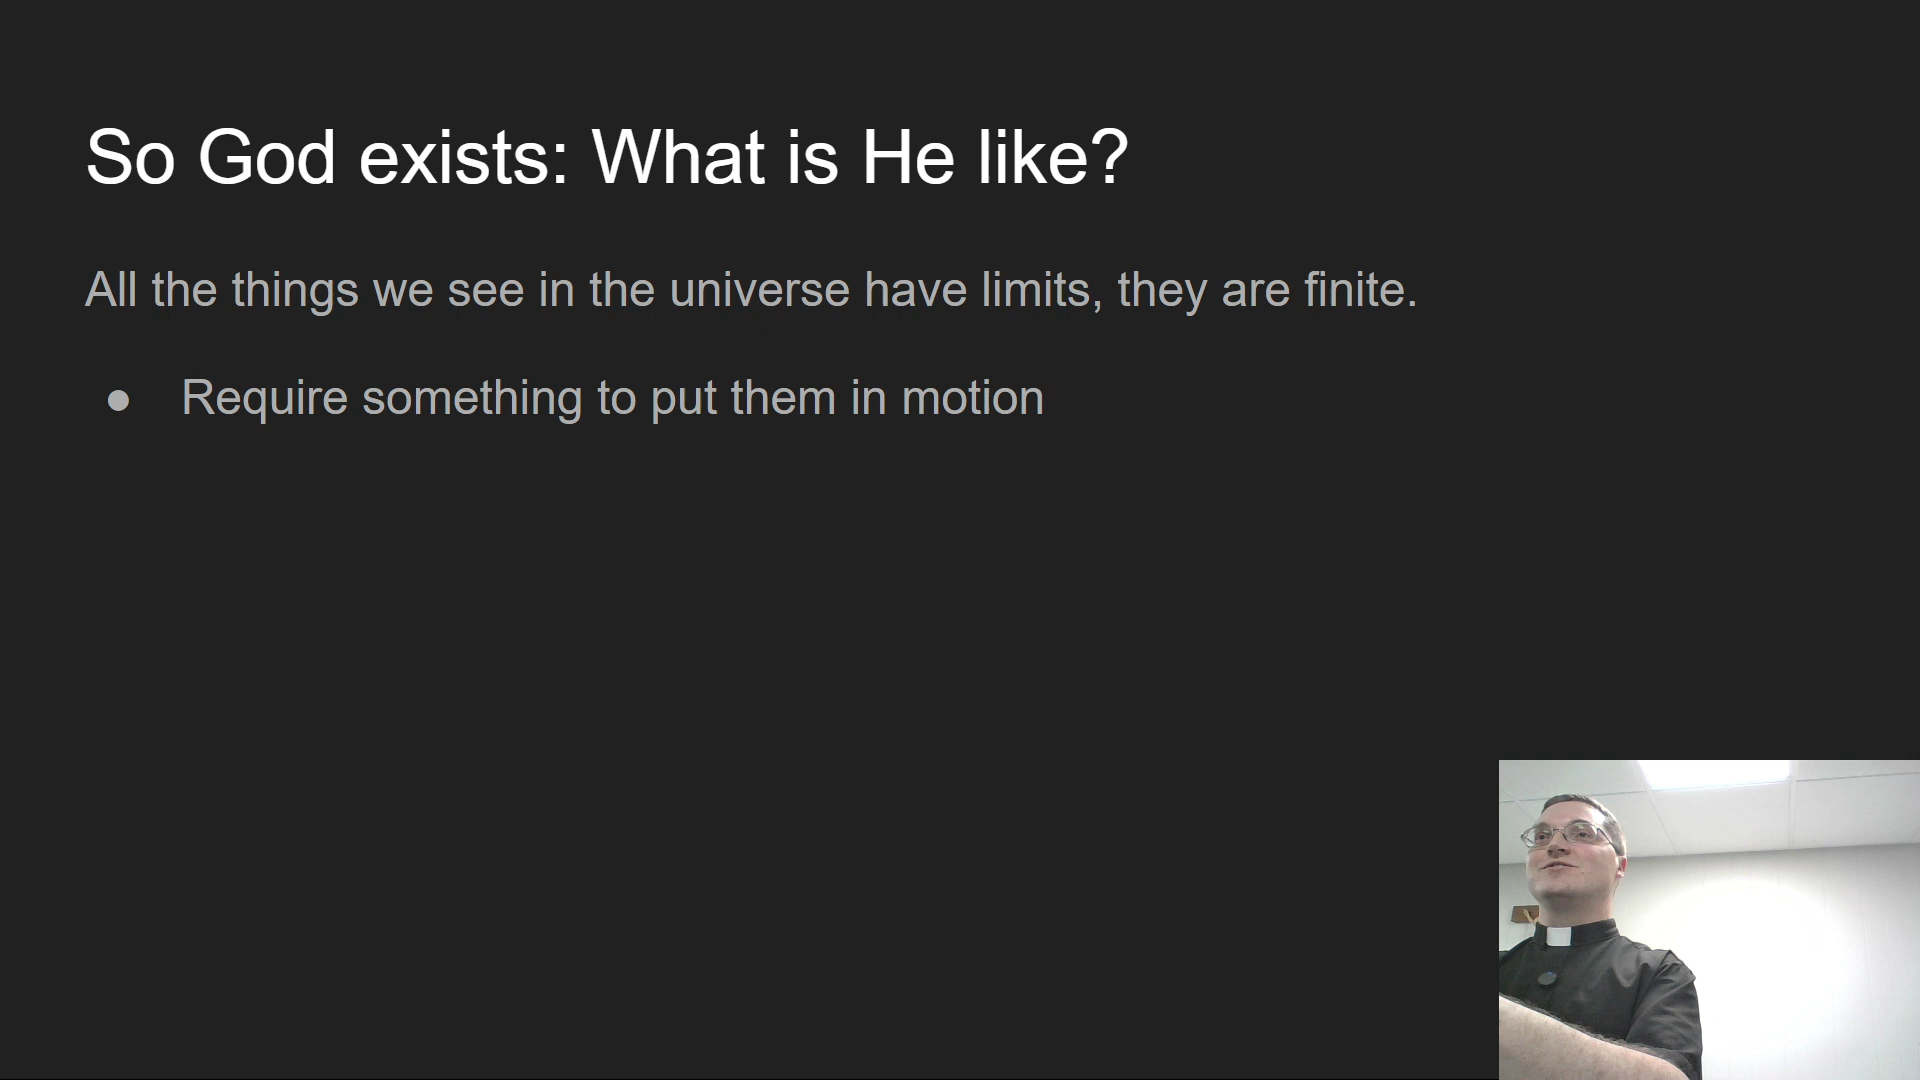 So God exists: What is He like?
All the things we see in the universe have limits, they are finite.
● Require something to put them in motion